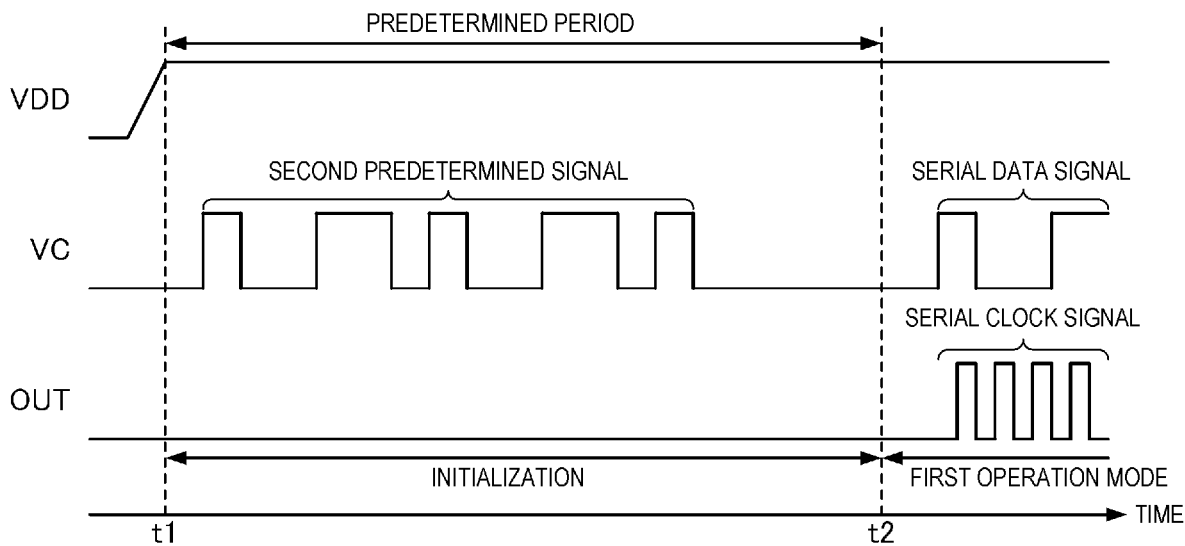 PREDETERMINED PERIOD
VDD
SECOND PREDETERMINED SIGNAL
SERIAL DATA SIGNAL
VC
SERIAL CLOCK SIGNAL
OUT
INITIALIZATION
FIRST OPERATION MODE
TIME
t1
t2